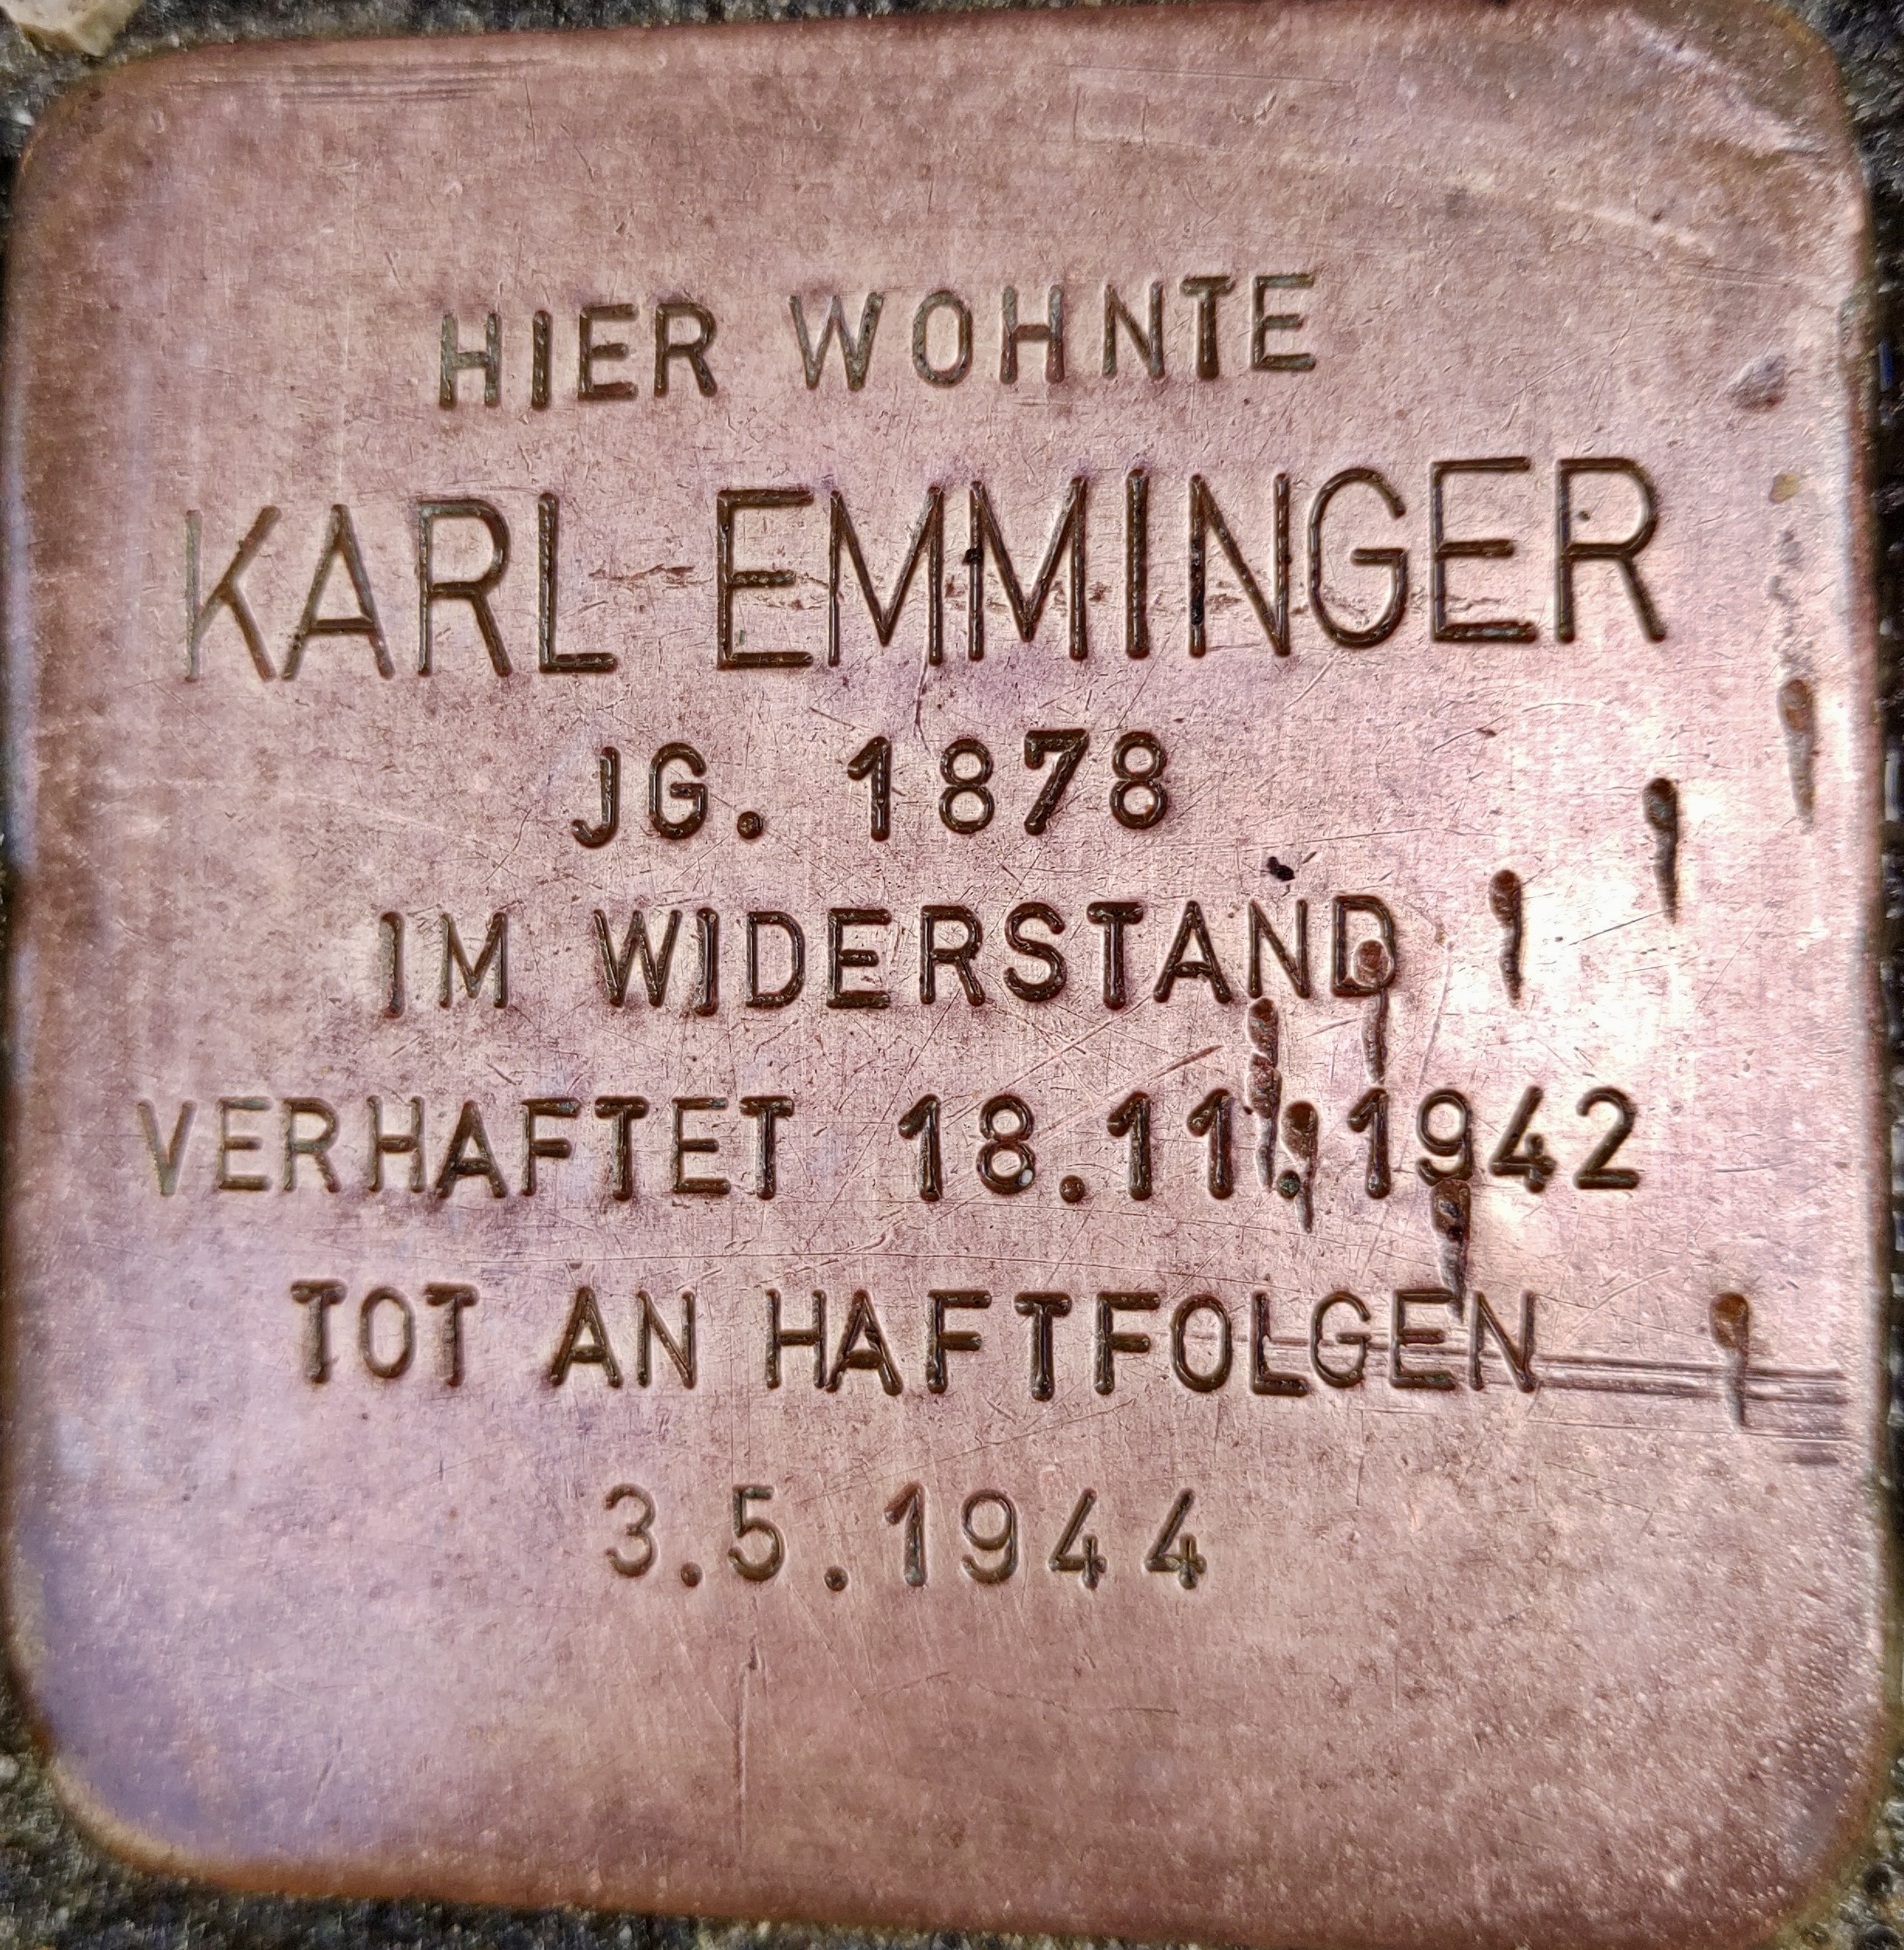 HIER WOHNTE
KARL EMMINGER
JG. 1878
IM WIDERSTAND
VERHAFTET 18.11.1942
TOT AN HAFTFOLGEN
3.5.1944